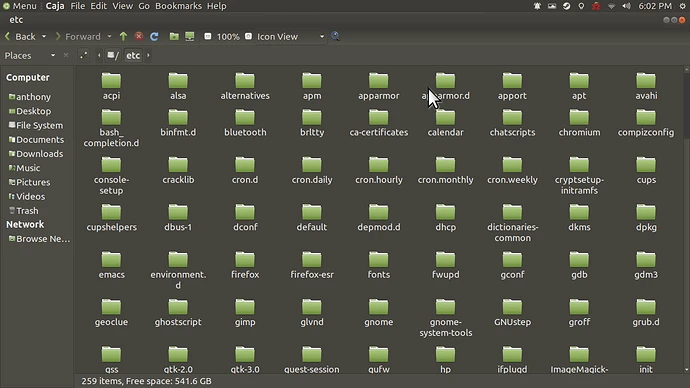 Menu Caja File Edit View Go Bookmarks Help 6:02 PM
etc
Back Forward 100% Icon View
Places / etc
Computer
anthony
Desktop
File System
Documents
Downloads
Music
Pictures
Videos
Trash
Network
Browse Ne...
acpi alsa alternatives apm apparmor apparmor.d apport apt avahi
bash_ binfmt.d bluetooth brltty ca-certificates calendar chatscripts chromium compizconfig
completion.d
console- cracklib cron.d cron.daily cron.hourly cron.monthly cron.weekly cryptsetup- cups
setup initramfs
cupshelpers dbus-1 dconf default depmod.d dhcp dictionaries- dkms dpkg
common
emacs environment. firefox firefox-esr fonts fwupd gconf gdb gdm3
d
geoclue ghostscript gimp glvnd gnome gnome- GNUstep groff grub.d
system-tools
gss gtk-2.0 gtk-3.0 guest-session gufw hp ifplugd ImageMagick- init
259 items, Free space: 541.6 GB